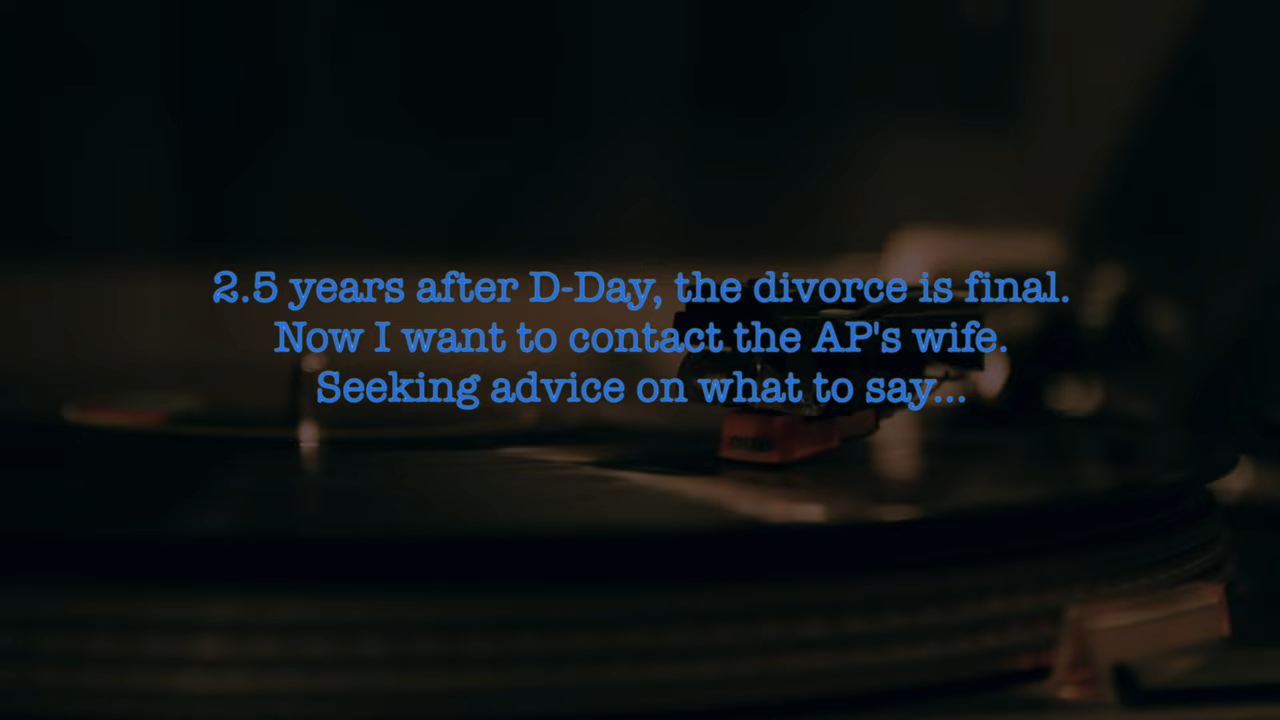 2.5 years after D-Day, the divorce is final.
Now I want to contact the AP's wife.
Seeking advice on what to say...